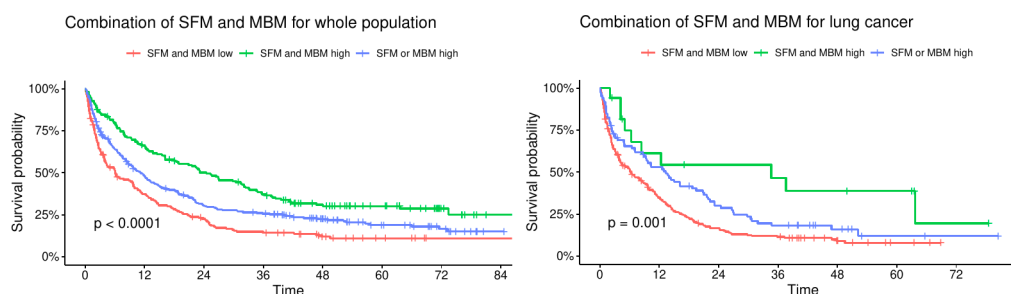 Combination of SFM and MBM for whole population
SFM and MBM low SFM and MBM high SFM or MBM high
Survival probability
100%
75%
50%
25%
0%
p < 0.0001
0 12 24 36 48 60 72 84
Time
Combination of SFM and MBM for lung cancer
SFM and MBM low SFM and MBM high SFM or MBM high
Survival probability
100%
75%
50%
25%
0%
p = 0.001
0 12 24 36 48 60 72
Time